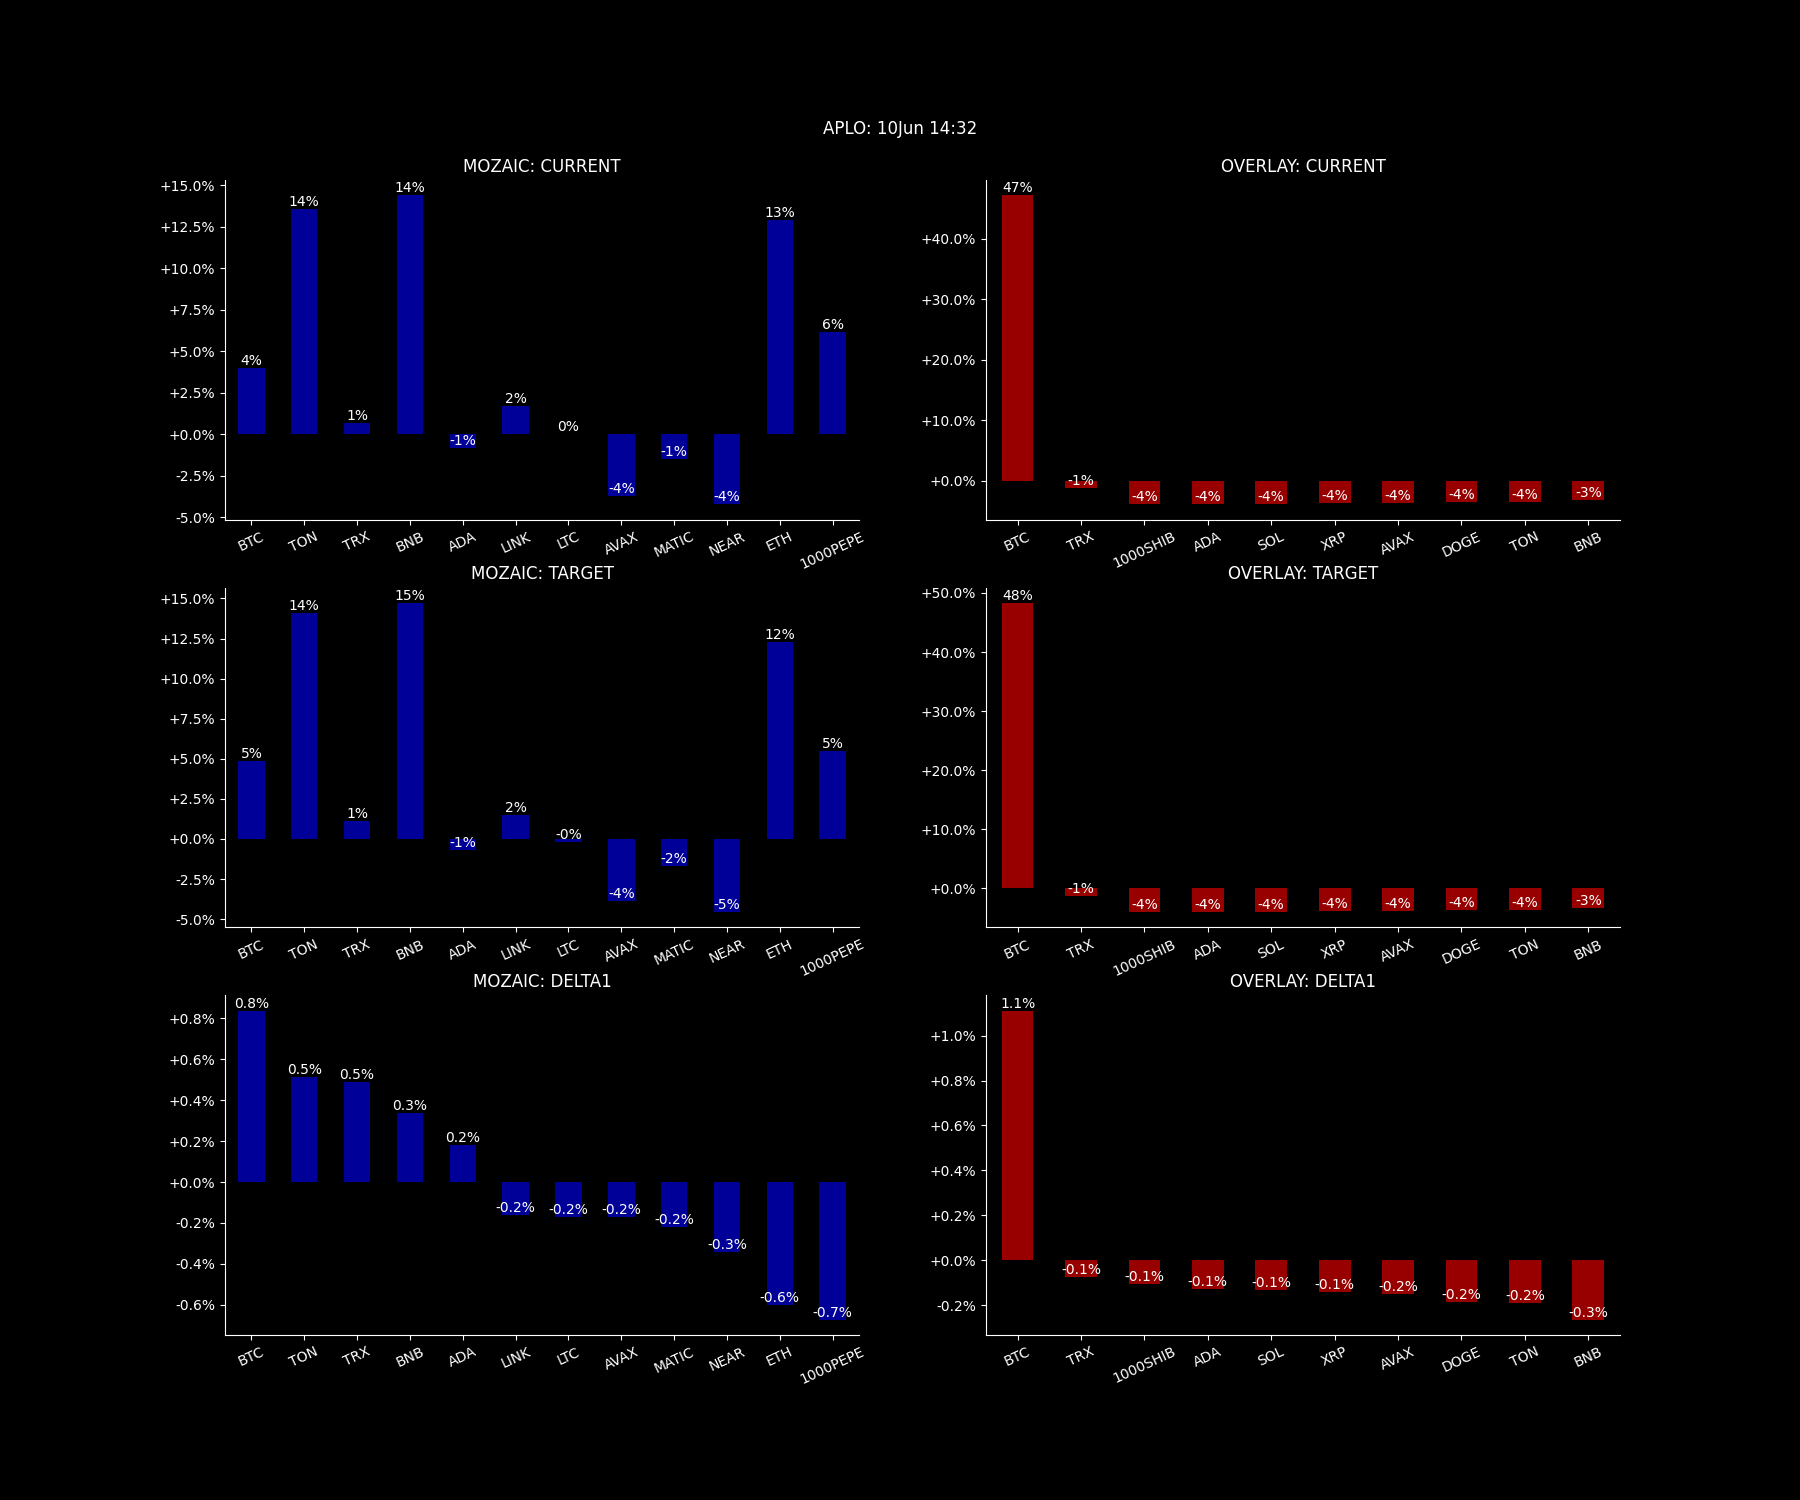 APLO: 10Jun 14:32
MOZAIC: CURRENT
+15.0%
+12.5%
+10.0%
+7.5%
+5.0%
+2.5%
+0.0%
-2.5%
-5.0%
4% 14% 1% 14% -1% 2% 0% -4% -1% -4% 13% 6%
BTC TON TRX BNB ADA LINK LTC AVAX MATIC NEAR ETH 1000PEPE
OVERLAY: CURRENT
+40.0%
+30.0%
+20.0%
+10.0%
+0.0%
47% -1% -4% -4% -4% -4% -4% -4% -4% -3%
BTC TRX 1000SHIB ADA SOL XRP AVAX DOGE TON BNB
MOZAIC: TARGET
+15.0%
+12.5%
+10.0%
+7.5%
+5.0%
+2.5%
+0.0%
-2.5%
-5.0%
5% 14% 1% 15% -1% 2% -0% -4% -2% -5% 12% 5%
BTC TON TRX BNB ADA LINK LTC AVAX MATIC NEAR ETH 1000PEPE
OVERLAY: TARGET
+50.0%
+40.0%
+30.0%
+20.0%
+10.0%
+0.0%
48% -1% -4% -4% -4% -4% -4% -4% -4% -3%
BTC TRX 1000SHIB ADA SOL XRP AVAX DOGE TON BNB
MOZAIC: DELTA1
+0.8%
+0.6%
+0.4%
+0.2%
+0.0%
-0.2%
-0.4%
-0.6%
0.8% 0.5% 0.5% 0.3% 0.2% -0.2% -0.2% -0.2% -0.2% -0.3% -0.6% -0.7%
BTC TON TRX BNB ADA LINK LTC AVAX MATIC NEAR ETH 1000PEPE
OVERLAY: DELTA1
+1.0%
+0.8%
+0.6%
+0.4%
+0.2%
+0.0%
-0.2%
1.1% -0.1% -0.1% -0.1% -0.1% -0.1% -0.2% -0.2% -0.2% -0.3%
BTC TRX 1000SHIB ADA SOL XRP AVAX DOGE TON BNB